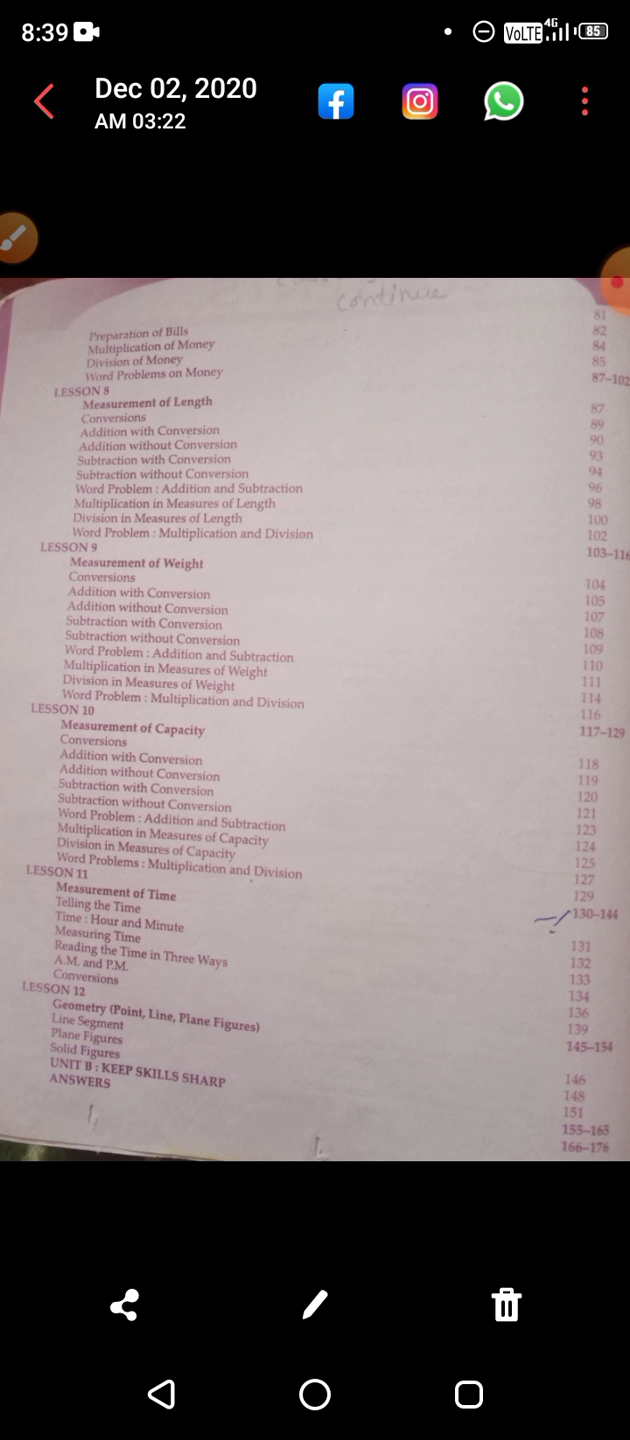 8:39 VoLTE 4G 85
Dec 02, 2020
AM 03:22
continue
Preparation of Bills 81
Multiplication of Money 82
Division of Money 84
Word Problems on Money 85
LESSON 8
Measurement of Length 87–102
Conversions 87
Addition with Conversion 89
Addition without Conversion 90
Subtraction with Conversion 93
Subtraction without Conversion 94
Word Problem : Addition and Subtraction 96
Multiplication in Measures of Length 98
Division in Measures of Length 100
Word Problem : Multiplication and Division 102
LESSON 9
Measurement of Weight 103–116
Conversions 104
Addition with Conversion 105
Addition without Conversion 107
Subtraction with Conversion 108
Subtraction without Conversion 109
Word Problem : Addition and Subtraction 110
Multiplication in Measures of Weight 111
Division in Measures of Weight 114
Word Problem : Multiplication and Division 116
LESSON 10
Measurement of Capacity 117–129
Conversions 118
Addition with Conversion 119
Addition without Conversion 120
Subtraction with Conversion 121
Subtraction without Conversion 123
Word Problem : Addition and Subtraction 124
Multiplication in Measures of Capacity 125
Division in Measures of Capacity 127
Word Problems : Multiplication and Division 129
LESSON 11
Measurement of Time 130–144
Telling the Time 131
Time : Hour and Minute 132
Measuring Time 133
Reading the Time in Three Ways 134
A.M. and P.M. 136
Conversions 139
LESSON 12
Geometry (Point, Line, Plane Figures) 145–154
Line Segment 146
Plane Figures 148
Solid Figures 151
UNIT B : KEEP SKILLS SHARP 155–165
ANSWERS 166–176